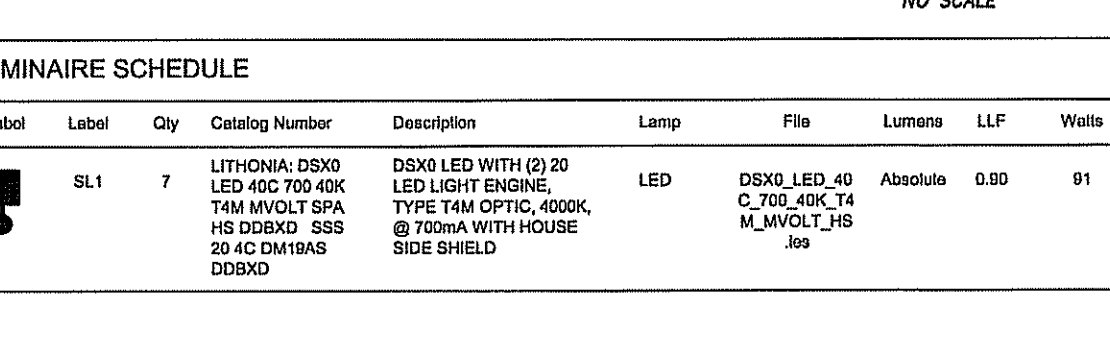 NO SCALE
MINAIRE SCHEDULE
nbol Label Qty Catalog Number Description Lamp File Lumens LLF Watts
SL1 7 LITHONIA: DSX0 DSX0 LED WITH (2) 20 LED DSX0_LED_40 Absolute 0.90 91
LED 40C 700 40K LED LIGHT ENGINE, C_700_40K_T4
T4M MVOLT SPA TYPE T4M OPTIC, 4000K, M_MVOLT_HS
HS DDBXD SSS @ 700mA WITH HOUSE .ies
20 4C DM19AS SIDE SHIELD
DDBXD